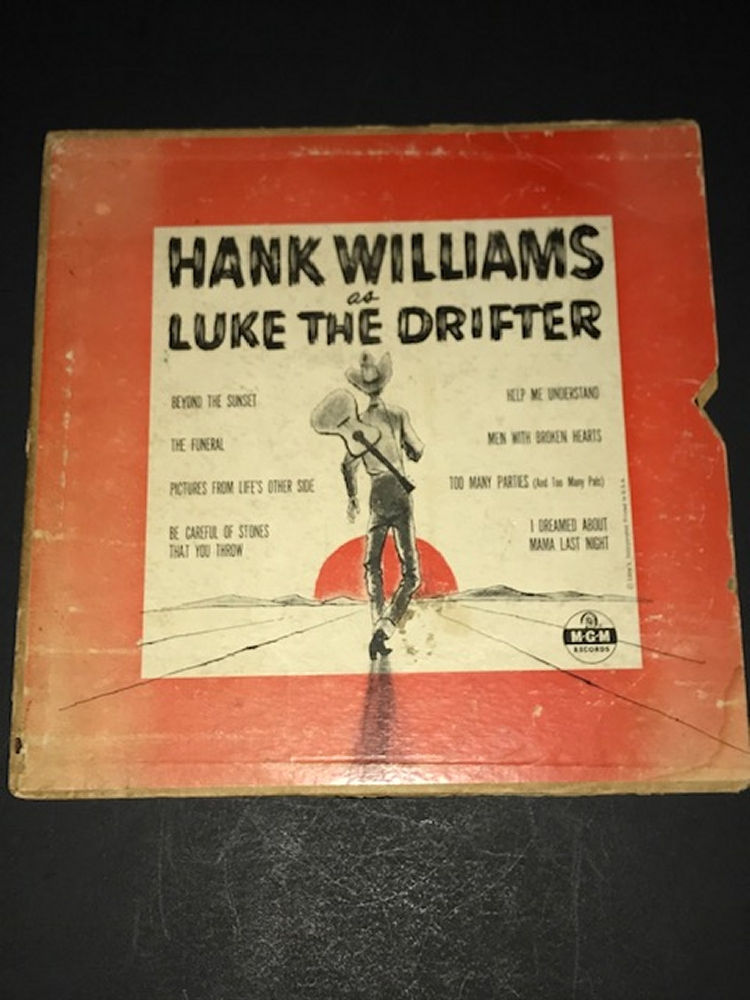 HANK WILLIAMS
as
LUKE THE DRIFTER
BEYOND THE SUNSET
THE FUNERAL
PICTURES FROM LIFE'S OTHER SIDE
BE CAREFUL OF STONES
THAT YOU THROW
HELP ME UNDERSTAND
MEN WITH BROKEN HEARTS
TOO MANY PARTIES (And Too Many Pals)
I DREAMED ABOUT
MAMA LAST NIGHT
M-G-M
RECORDS